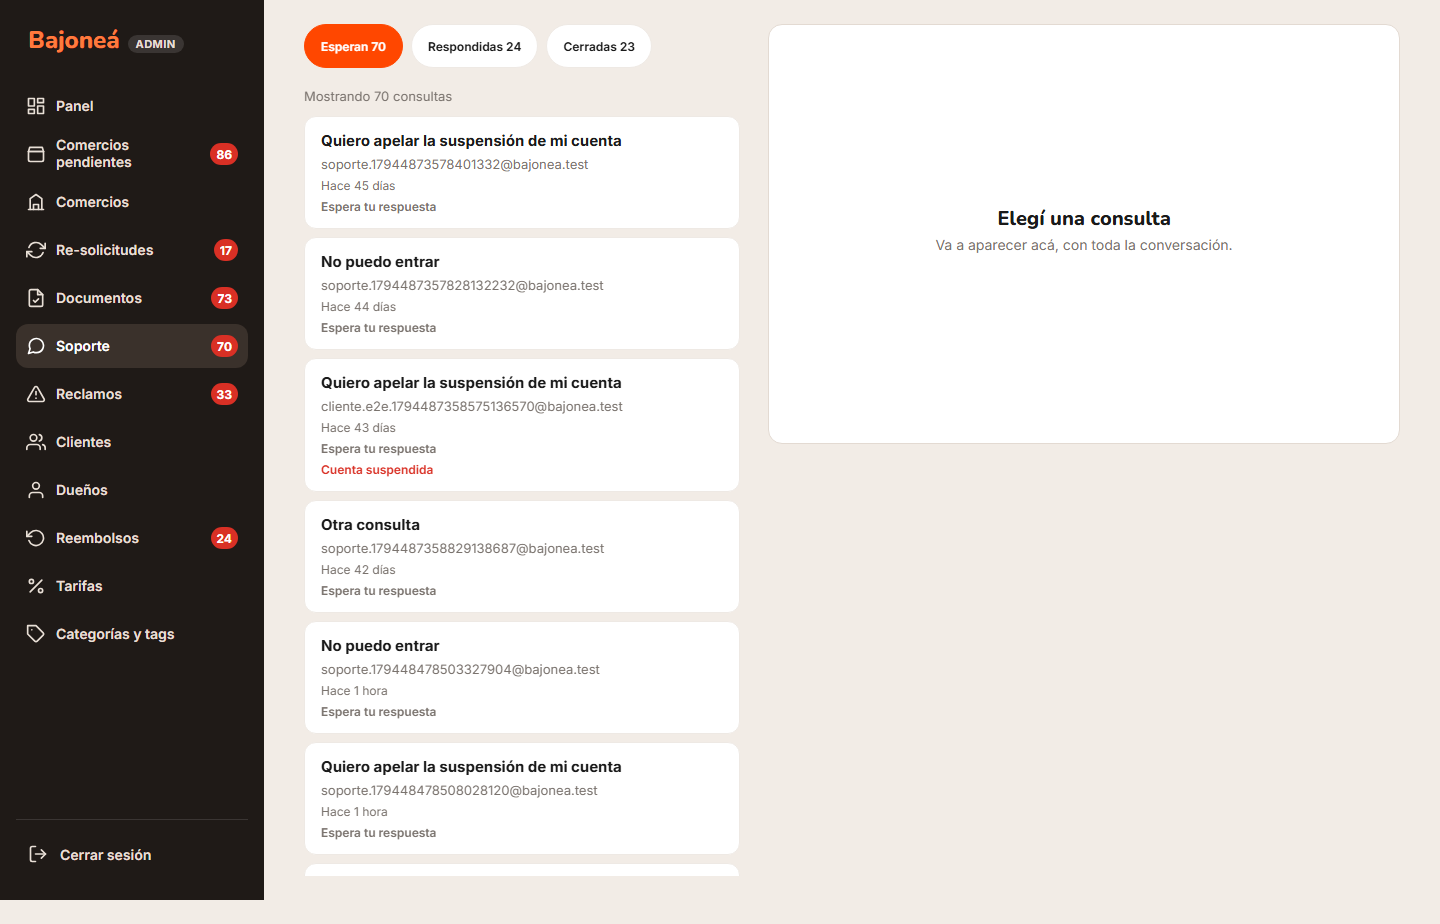 Bajoneá ADMIN
Panel
Comercios
pendientes
86
Comercios
Re-solicitudes 17
Documentos 73
Soporte 70
Reclamos 33
Clientes
Dueños
Reembolsos 24
Tarifas
Categorías y tags
Cerrar sesión
Esperan 70
Respondidas 24
Cerradas 23
Mostrando 70 consultas
Quiero apelar la suspensión de mi cuenta
soporte.17944873578401332@bajonea.test
Hace 45 días
Espera tu respuesta
No puedo entrar
soporte.1794487357828132232@bajonea.test
Hace 44 días
Espera tu respuesta
Quiero apelar la suspensión de mi cuenta
cliente.e2e.1794487358575136570@bajonea.test
Hace 43 días
Espera tu respuesta
Cuenta suspendida
Otra consulta
soporte.1794487358829138687@bajonea.test
Hace 42 días
Espera tu respuesta
No puedo entrar
soporte.179448478503327904@bajonea.test
Hace 1 hora
Espera tu respuesta
Quiero apelar la suspensión de mi cuenta
soporte.179448478508028120@bajonea.test
Hace 1 hora
Espera tu respuesta
Elegí una consulta
Va a aparecer acá, con toda la conversación.